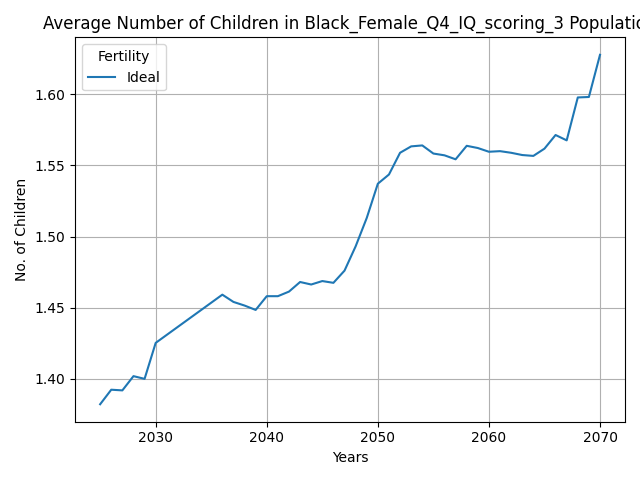 Average Number of Children in Black_Female_Q4_IQ_scoring_3 Populatio
Fertility
Ideal
No. of Children
1.60
1.55
1.50
1.45
1.40
2030 2040 2050 2060 2070
Years